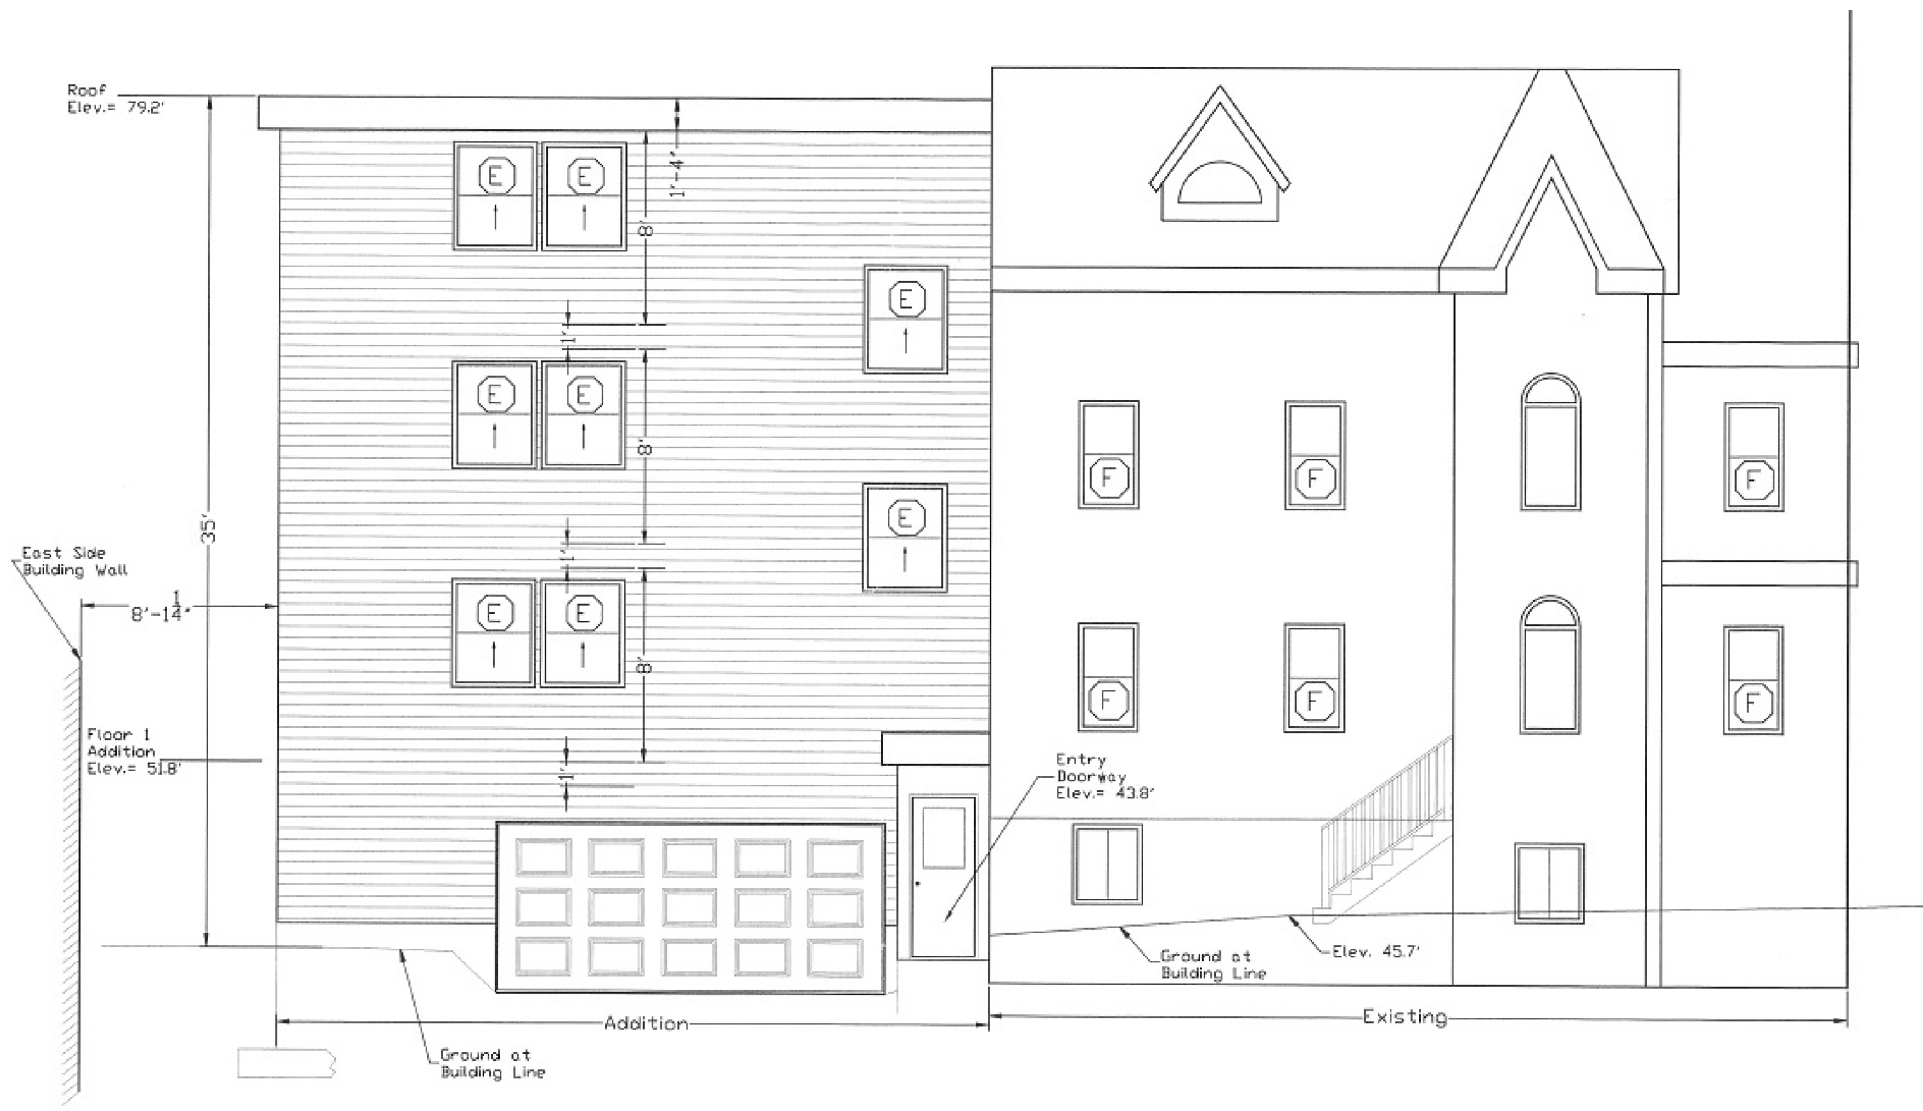 Roof
Elev.= 79.2'
E
E
1'-4"
8'
E
1'
E
E
8'
F
F
F
35'
E
East Side
Building Wall
1'
8'-1 1/4"
E
E
8'
F
F
F
Floor 1
Addition
Elev.= 51.8'
1'
Entry
Doorway
Elev.= 43.8'
Elev. 45.7'
Ground at
Building Line
Addition
Existing
Ground at
Building Line